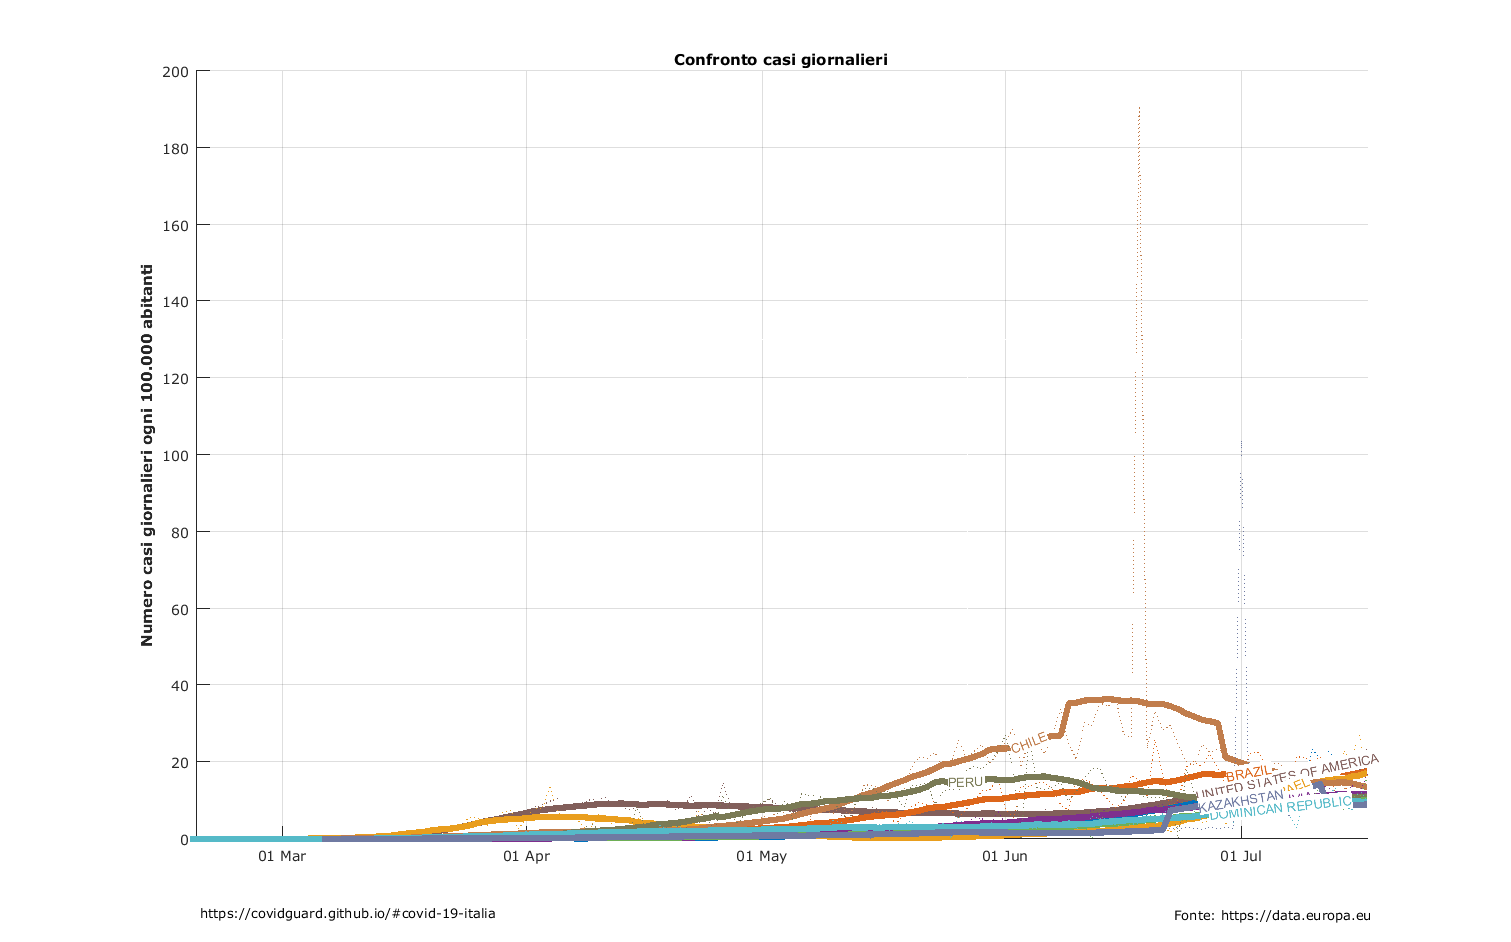 Confronto casi giornalieri
Numero casi giornalieri ogni 100.000 abitanti
200
180
160
140
120
100
80
60
40
20
0
CHILE
PERU
BRAZIL
UNITED STATES OF AMERICA
KAZAKHSTAN
DOMINICAN REPUBLIC
01 Mar
01 Apr
01 May
01 Jun
01 Jul
https://covidguard.github.io/#covid-19-italia
Fonte: https://data.europa.eu